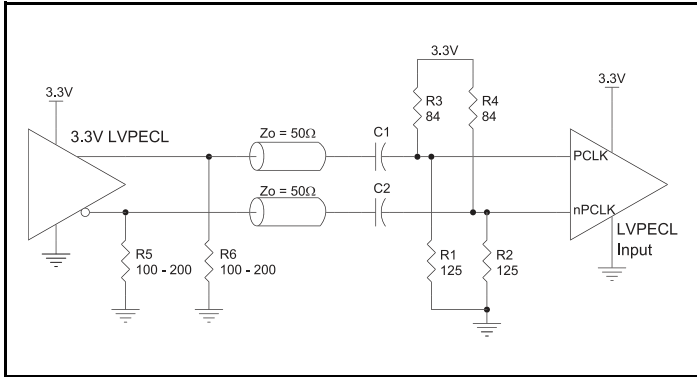 3.3V
3.3V
3.3V
3.3V LVPECL
R3
84
R4
84
Zo = 50Ω
C1
PCLK
Zo = 50Ω
C2
nPCLK
LVPECL
Input
R5
100 - 200
R6
100 - 200
R1
125
R2
125